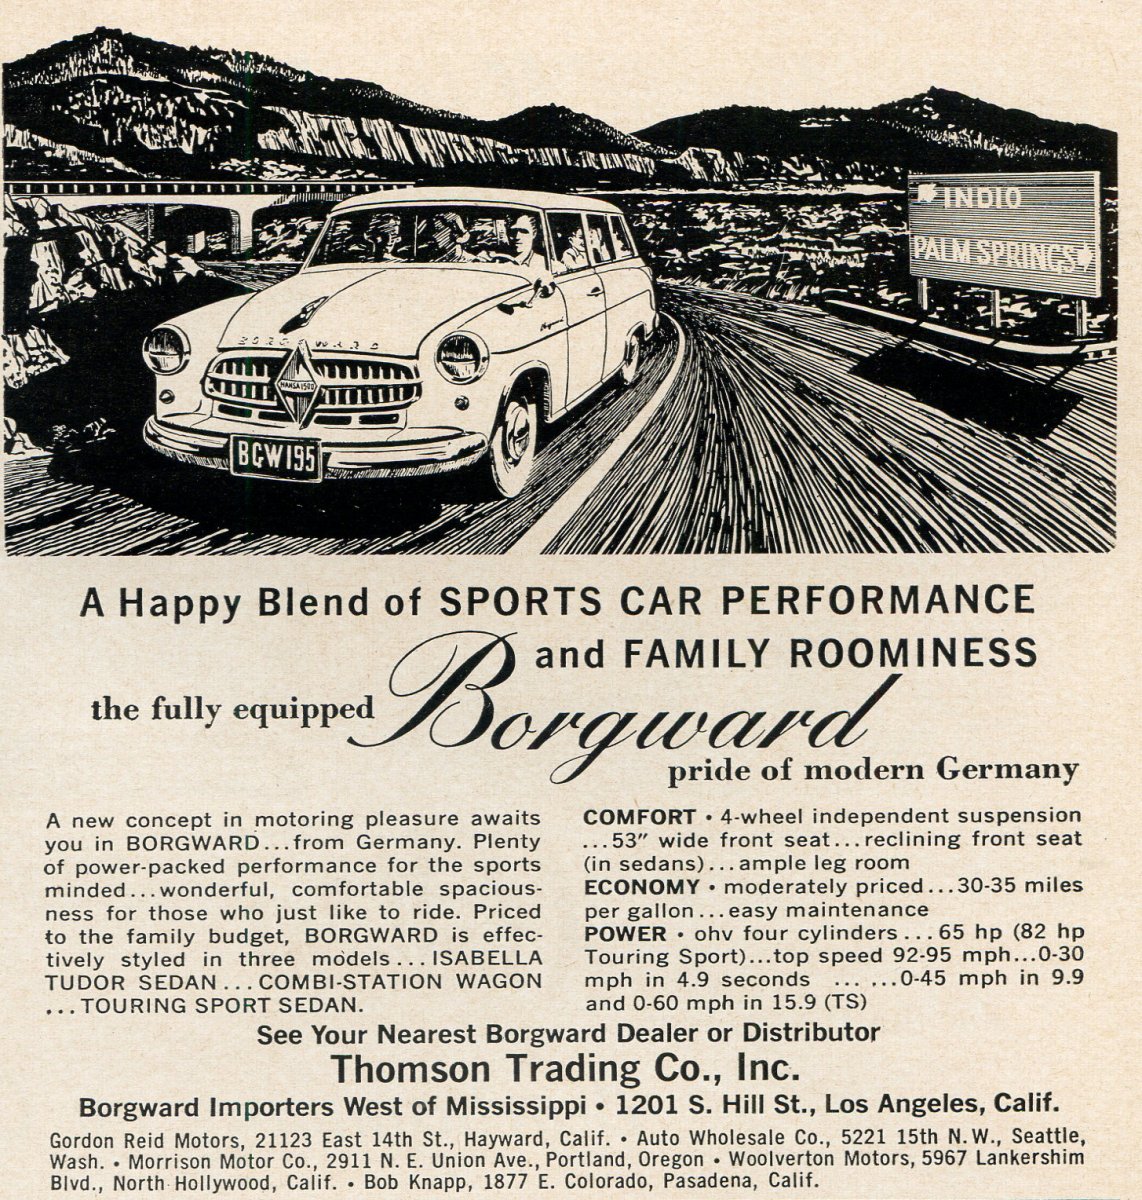 INDIO
PALM SPRINGS
BORGWARD
HANSA 1500
BGW195
A Happy Blend of SPORTS CAR PERFORMANCE
and FAMILY ROOMINESS
the fully equipped Borgward
pride of modern Germany
A new concept in motoring pleasure awaits
you in BORGWARD...from Germany. Plenty
of power-packed performance for the sports
minded...wonderful, comfortable spacious-
ness for those who just like to ride. Priced
to the family budget, BORGWARD is effec-
tively styled in three models...ISABELLA
TUDOR SEDAN...COMBI-STATION WAGON
...TOURING SPORT SEDAN.
COMFORT • 4-wheel independent suspension
...53" wide front seat...reclining front seat
(in sedans)...ample leg room
ECONOMY • moderately priced...30-35 miles
per gallon...easy maintenance
POWER • ohv four cylinders...65 hp (82 hp
Touring Sport)...top speed 92-95 mph...0-30
mph in 4.9 seconds ... ...0-45 mph in 9.9
and 0-60 mph in 15.9 (TS)
See Your Nearest Borgward Dealer or Distributor
Thomson Trading Co., Inc.
Borgward Importers West of Mississippi • 1201 S. Hill St., Los Angeles, Calif.
Gordon Reid Motors, 21123 East 14th St., Hayward, Calif. • Auto Wholesale Co., 5221 15th N.W., Seattle,
Wash. • Morrison Motor Co., 2911 N. E. Union Ave., Portland, Oregon • Woolverton Motors, 5967 Lankershim
Blvd., North Hollywood, Calif. • Bob Knapp, 1877 E. Colorado, Pasadena, Calif.